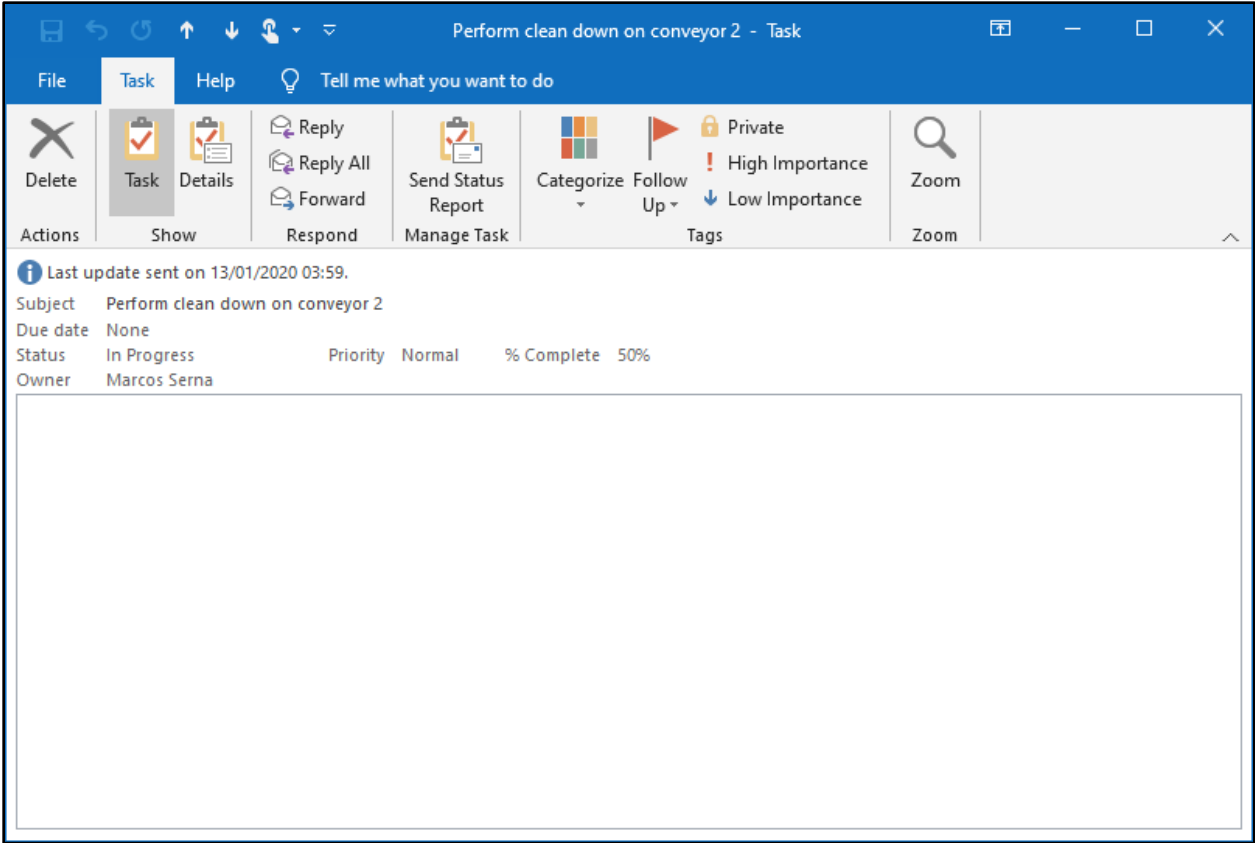 Perform clean down on conveyor 2 - Task
File Task Help Tell me what you want to do
Delete
Task
Details
Reply
Reply All
Forward
Send Status
Report
Categorize
Follow
Up
Private
High Importance
Low Importance
Zoom
Actions Show Respond Manage Task Tags Zoom
Last update sent on 13/01/2020 03:59.
Subject Perform clean down on conveyor 2
Due date None
Status In Progress Priority Normal % Complete 50%
Owner Marcos Serna